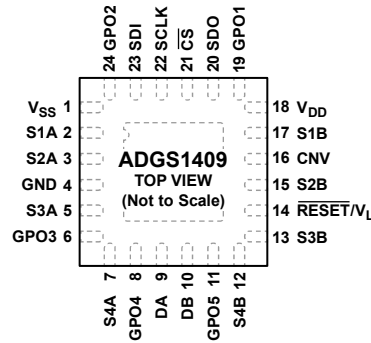 24 GPO2
23 SDI
22 SCLK
21 CS
20 SDO
19 GPO1
VSS 1
S1A 2
S2A 3
GND 4
S3A 5
GPO3 6
ADGS1409
TOP VIEW
(Not to Scale)
18 VDD
17 S1B
16 CNV
15 S2B
14 RESET/VL
13 S3B
S4A 7
GPO4 8
DA 9
DB 10
GPO5 11
S4B 12